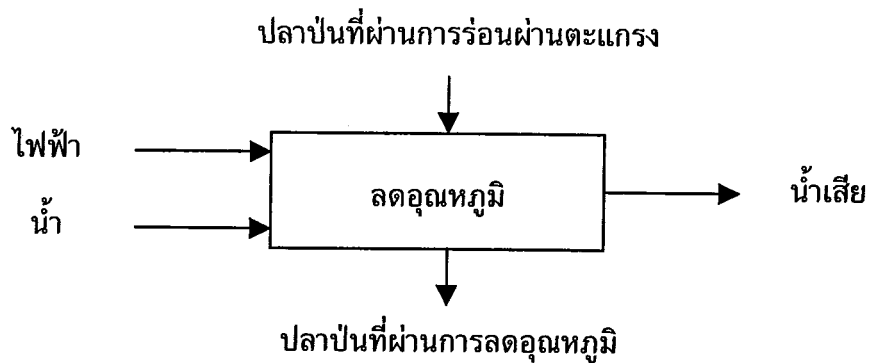 ปลาป่นที่ผ่านการร่อนผ่านตะแกรง
ไฟฟ้า
น้ำ
ลดอุณหภูมิ
น้ำเสีย
ปลาป่นที่ผ่านการลดอุณหภูมิ